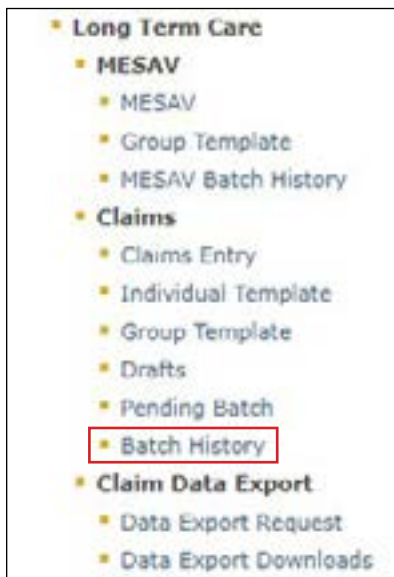 Long Term Care
MESAV
MESAV
Group Template
MESAV Batch History
Claims
Claims Entry
Individual Template
Group Template
Drafts
Pending Batch
Batch History
Claim Data Export
Data Export Request
Data Export Downloads